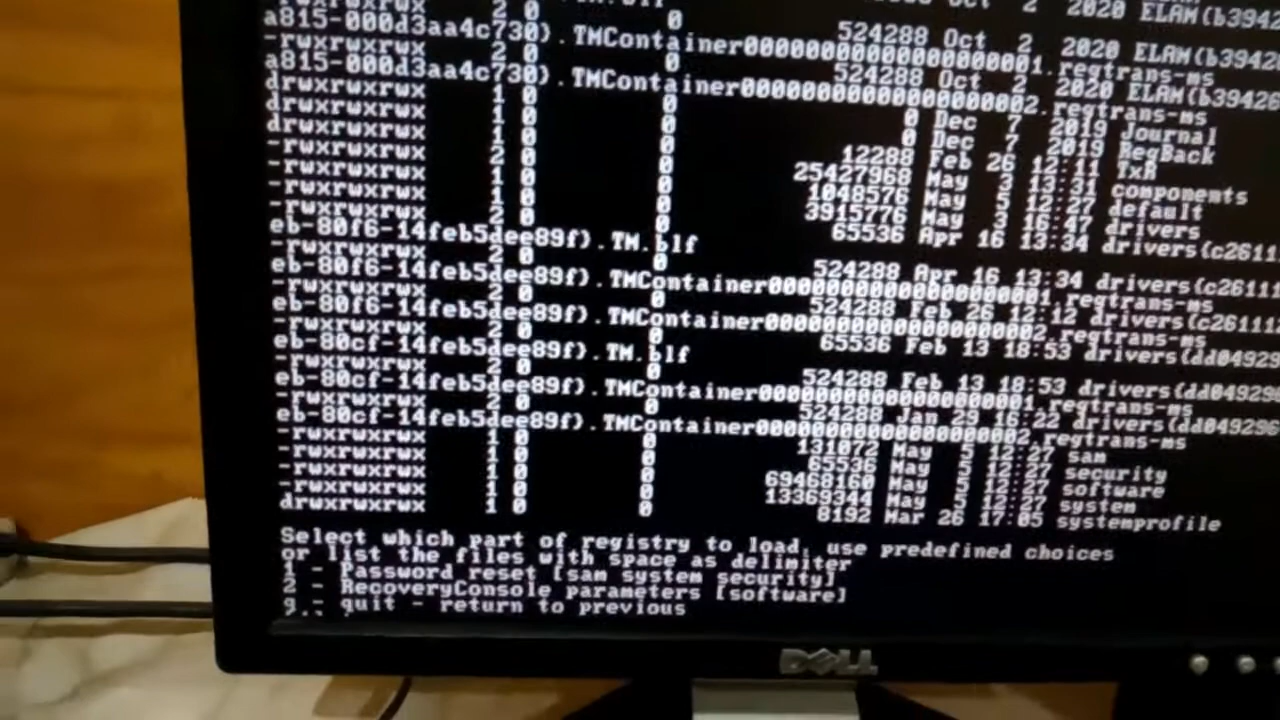 2 0 0 524288 Oct 2 2020 ELAM(b3942
a815-000d3aa4c730}.TMContainer00000000000000000001.regtrans-ms
-rwxrwxrwx 2 0 0 524288 Oct 2 2020 ELAM(b39426
a815-000d3aa4c730}.TMContainer00000000000000000002.regtrans-ms
drwxrwxrwx 1 0 0 0 Dec 7 2019 Journal
drwxrwxrwx 1 0 0 0 Dec 7 2019 RegBack
drwxrwxrwx 1 0 0 12288 Feb 26 12:11 TxR
-rwxrwxrwx 2 0 0 25427968 May 3 13:31 components
-rwxrwxrwx 1 0 0 1048576 May 5 12:27 default
-rwxrwxrwx 1 0 0 3915776 May 3 16:47 drivers
-rwxrwxrwx 2 0 0 65536 Apr 16 13:34 drivers{c26111
eb-80f6-14feb5dee89f}.TM.blf
-rwxrwxrwx 2 0 0 524288 Apr 16 13:34 drivers{c26111
eb-80f6-14feb5dee89f}.TMContainer00000000000000000001.regtrans-ms
-rwxrwxrwx 2 0 0 524288 Feb 26 12:12 drivers{c26111
eb-80f6-14feb5dee89f}.TMContainer00000000000000000002.regtrans-ms
-rwxrwxrwx 2 0 0 65536 Feb 13 18:53 drivers{dd04929
eb-80cf-14feb5dee89f}.TM.blf
-rwxrwxrwx 2 0 0 524288 Feb 13 18:53 drivers{dd04929
eb-80cf-14feb5dee89f}.TMContainer00000000000000000001.regtrans-ms
-rwxrwxrwx 2 0 0 524288 Jan 29 16:22 drivers{dd049296
eb-80cf-14feb5dee89f}.TMContainer00000000000000000002.regtrans-ms
-rwxrwxrwx 1 0 0 131072 May 5 12:27 sam
-rwxrwxrwx 1 0 0 65536 May 5 12:27 security
-rwxrwxrwx 1 0 0 69468160 May 5 12:27 software
-rwxrwxrwx 1 0 0 13369344 May 5 12:27 system
drwxrwxrwx 1 0 0 8192 Mar 26 17:05 systemprofile
Select which part of registry to load, use predefined choices
or list the files with space as delimiter
1 - Password reset [sam system security]
2 - RecoveryConsole parameters [software]
q - quit - return to previous
DELL